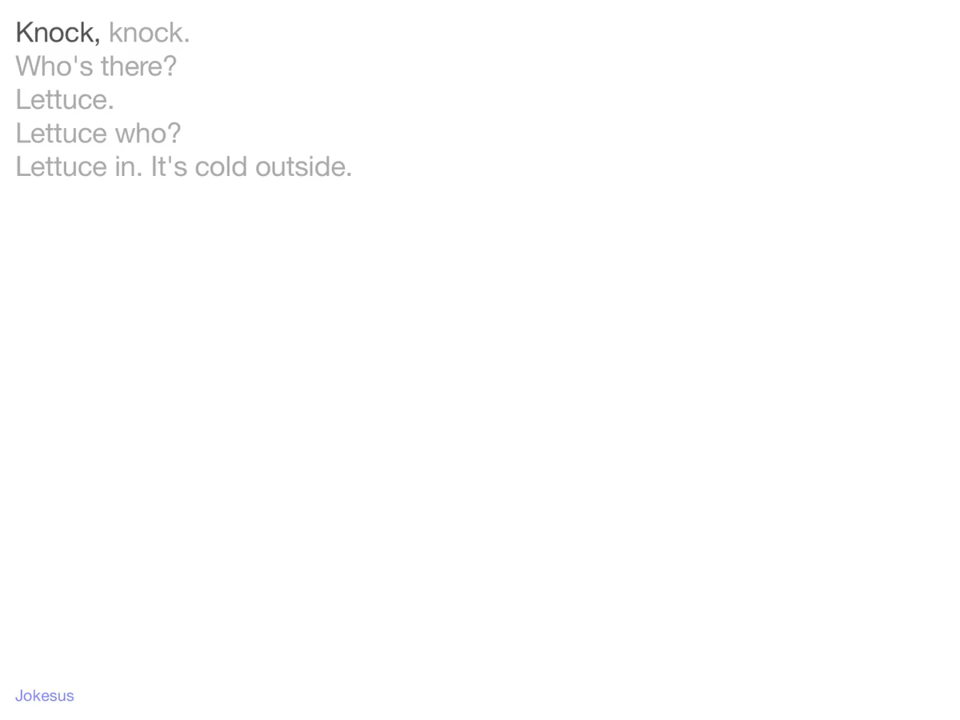 Knock, knock.
Who's there?
Lettuce.
Lettuce who?
Lettuce in. It's cold outside.
Jokesus